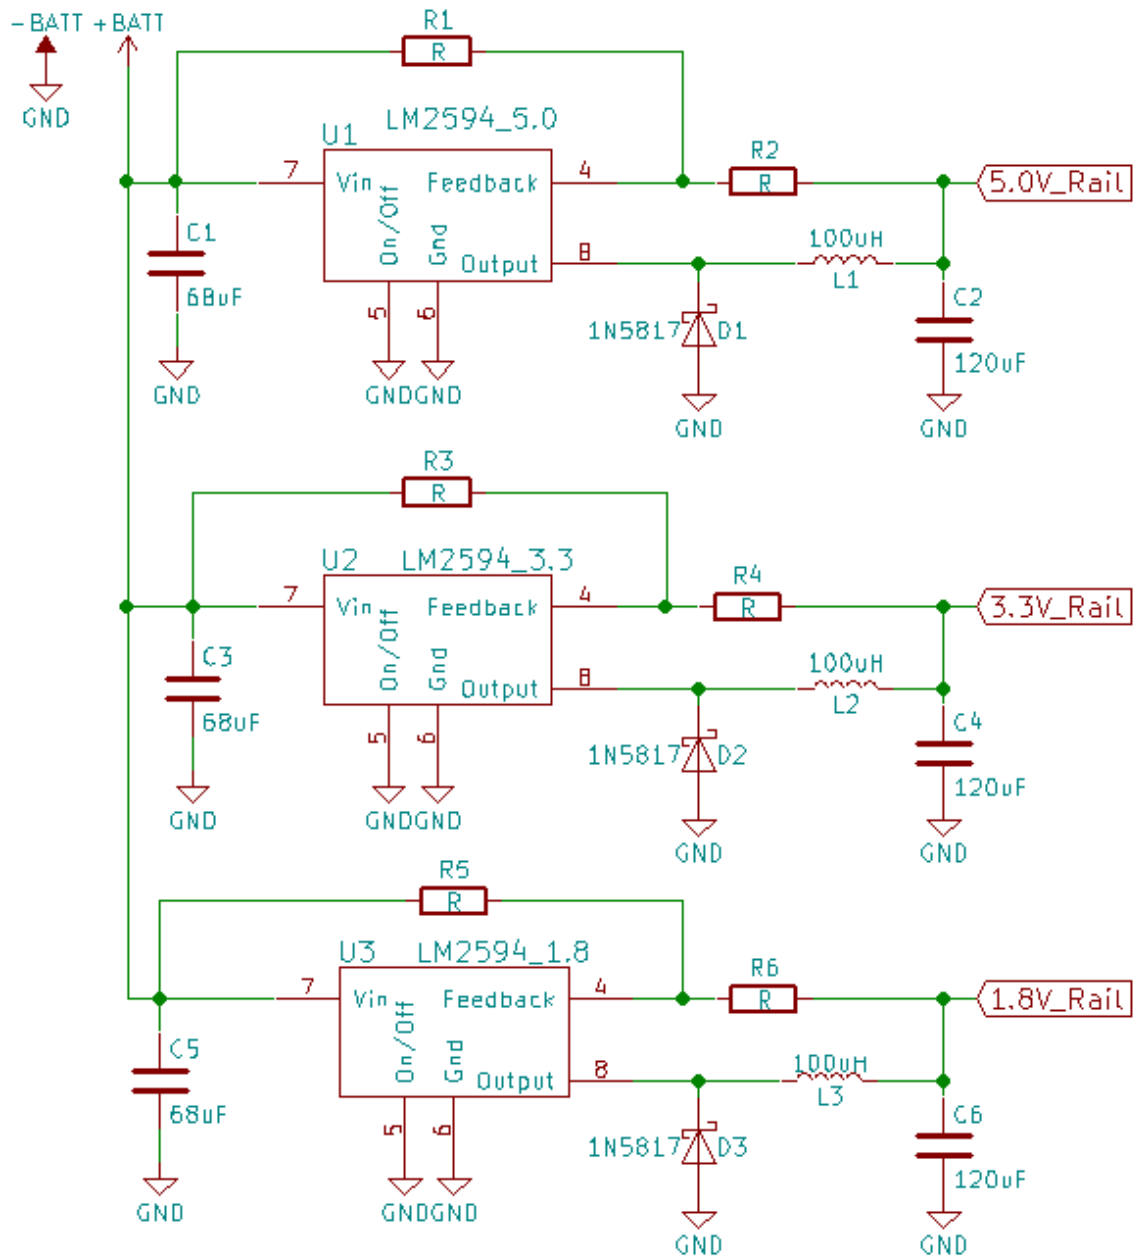 -BATT +BATT
GND
R1
R
U1
LM2594_5.0
7
Vin
On/Off
Gnd
Feedback
Output
4
8
5
6
R2
R
5.0V_Rail
C1
68uF
GND
GNDGND
100uH
L1
1N5817
D1
GND
C2
120uF
GND
R3
R
U2
LM2594_3.3
7
Vin
On/Off
Gnd
Feedback
Output
4
8
5
6
R4
R
3.3V_Rail
C3
68uF
GND
GNDGND
100uH
L2
1N5817
D2
GND
C4
120uF
GND
R5
R
U3
LM2594_1.8
7
Vin
On/Off
Gnd
Feedback
Output
4
8
5
6
R6
R
1.8V_Rail
C5
68uF
GND
GNDGND
100uH
L3
1N5817
D3
GND
C6
120uF
GND